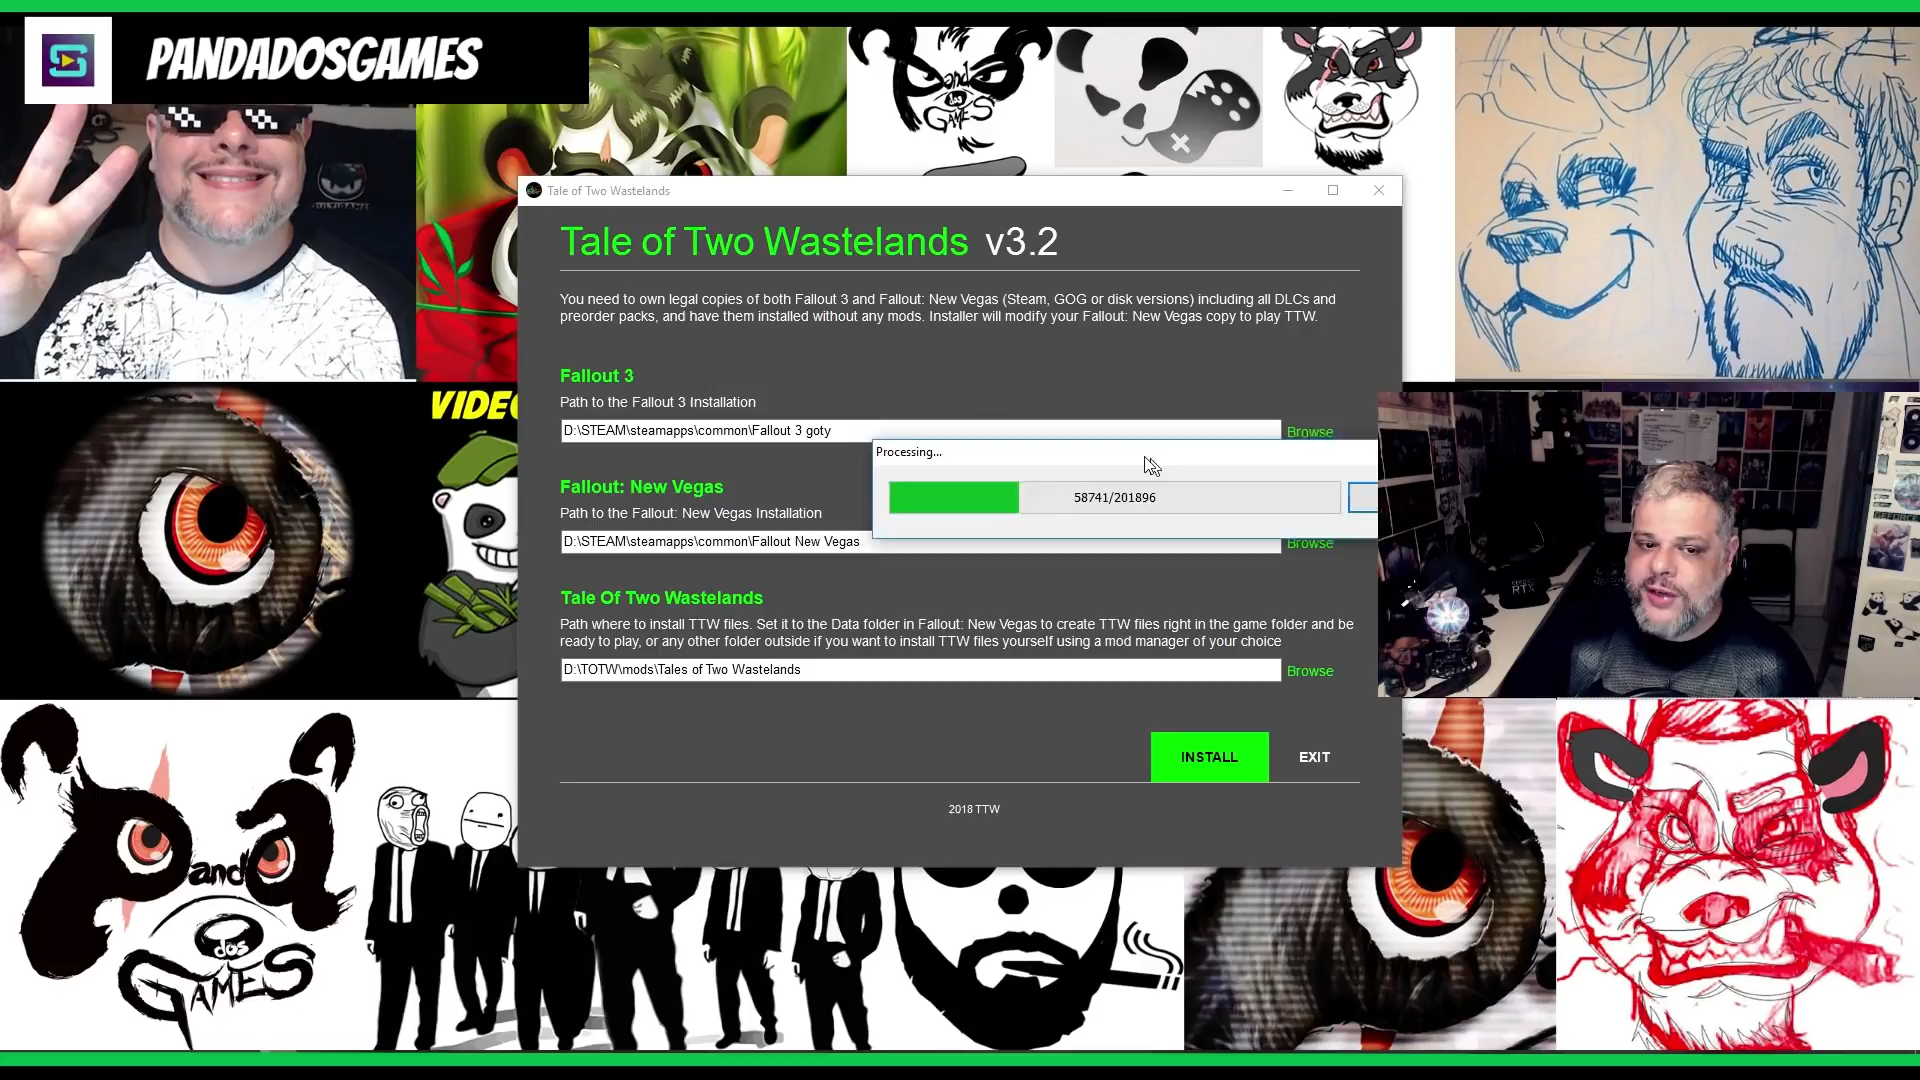 PANDADOSGAMES
and
dos
GAMES
VIDEO
Tale of Two Wastelands
Tale of Two Wastelands v3.2
You need to own legal copies of both Fallout 3 and Fallout: New Vegas (Steam, GOG or disk versions) including all DLCs and
preorder packs, and have them installed without any mods. Installer will modify your Fallout: New Vegas copy to play TTW.
Fallout 3
Path to the Fallout 3 Installation
D:\STEAM\steamapps\common\Fallout 3 goty
Browse
Processing...
58741/201896
Fallout: New Vegas
Path to the Fallout: New Vegas Installation
D:\STEAM\steamapps\common\Fallout New Vegas
Browse
Tale Of Two Wastelands
Path where to install TTW files. Set it to the Data folder in Fallout: New Vegas to create TTW files right in the game folder and be
ready to play, or any other folder outside if you want to install TTW files yourself using a mod manager of your choice
D:\TOTW\mods\Tales of Two Wastelands
Browse
INSTALL
EXIT
2018 TTW
RTX
PandA
dos
GAMES